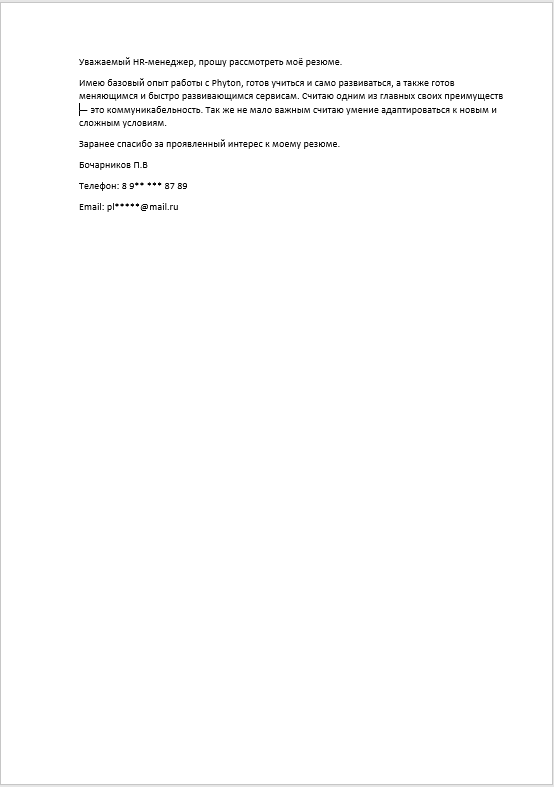 Уважаемый HR-менеджер, прошу рассмотреть моё резюме.
Имею базовый опыт работы с Phyton, готов учиться и само развиваться, а также готов
меняющимся и быстро развивающимся сервисам. Считаю одним из главных своих преимуществ
— это коммуникабельность. Так же не мало важным считаю умение адаптироваться к новым и
сложным условиям.
Заранее спасибо за проявленный интерес к моему резюме.
Бочарников П.В
Телефон: 8 9** *** 87 89
Email: pl*****@mail.ru